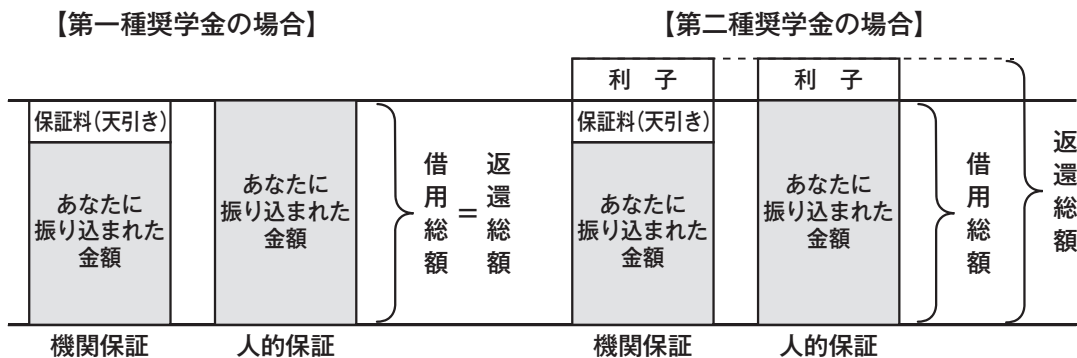 【第一種奨学金の場合】
保証料(天引き)
あなたに
振り込まれた
金額
あなたに
振り込まれた
金額
借用総額
=
返還総額
機関保証
人的保証
【第二種奨学金の場合】
利 子
利 子
保証料(天引き)
あなたに
振り込まれた
金額
あなたに
振り込まれた
金額
借用総額
返還総額
機関保証
人的保証